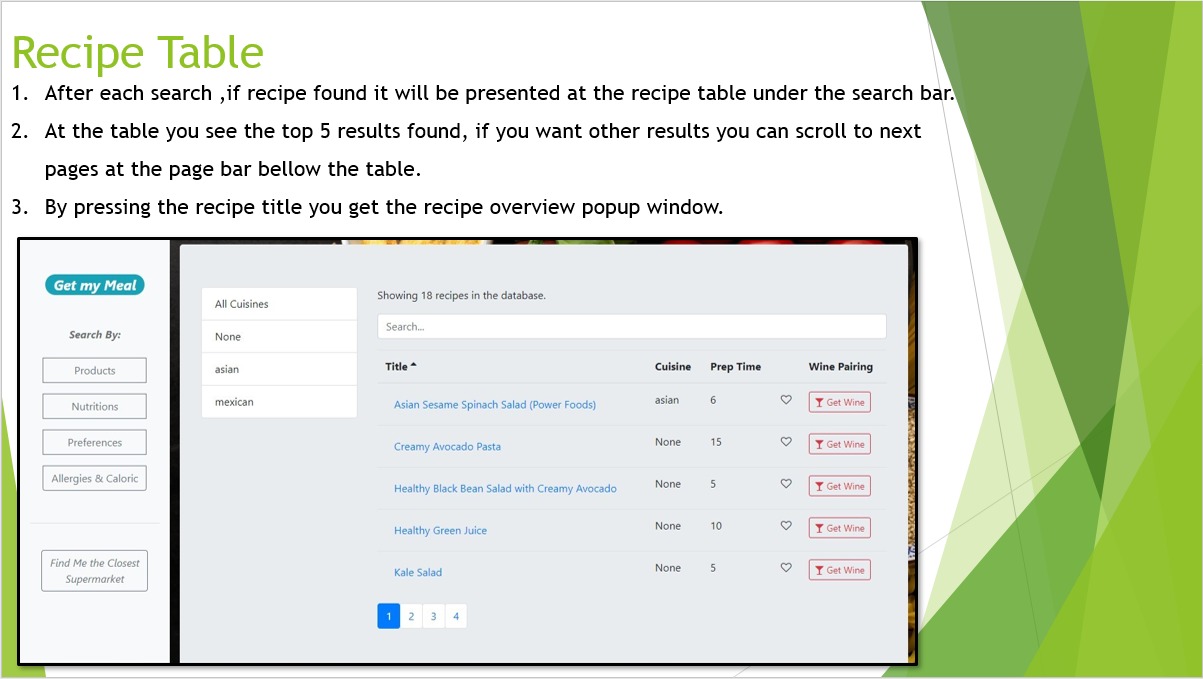 Recipe Table
1. After each search ,if recipe found it will be presented at the recipe table under the search bar.
2. At the table you see the top 5 results found, if you want other results you can scroll to next
pages at the page bar bellow the table.
3. By pressing the recipe title you get the recipe overview popup window.
Get my Meal
Search By:
Products
Nutritions
Preferences
Allergies & Caloric
Find Me the Closest
Supermarket
All Cuisines
None
asian
mexican
Showing 18 recipes in the database.
Search...
Title Cuisine Prep Time Wine Pairing
Asian Sesame Spinach Salad (Power Foods) asian 6 Get Wine
Creamy Avocado Pasta None 15 Get Wine
Healthy Black Bean Salad with Creamy Avocado None 5 Get Wine
Healthy Green Juice None 10 Get Wine
Kale Salad None 5 Get Wine
1 2 3 4